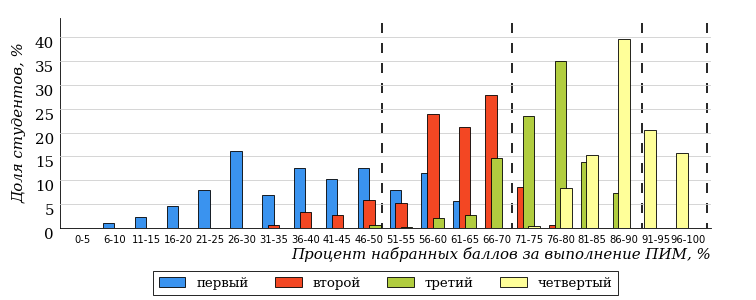 Доля студентов, %
40
35
30
25
20
15
10
5
0
0-5 6-10 11-15 16-20 21-25 26-30 31-35 36-40 41-45 46-50 51-55 56-60 61-65 66-70 71-75 76-80 81-85 86-90 91-95 96-100
Процент набранных баллов за выполнение ПИМ, %
первый второй третий четвертый